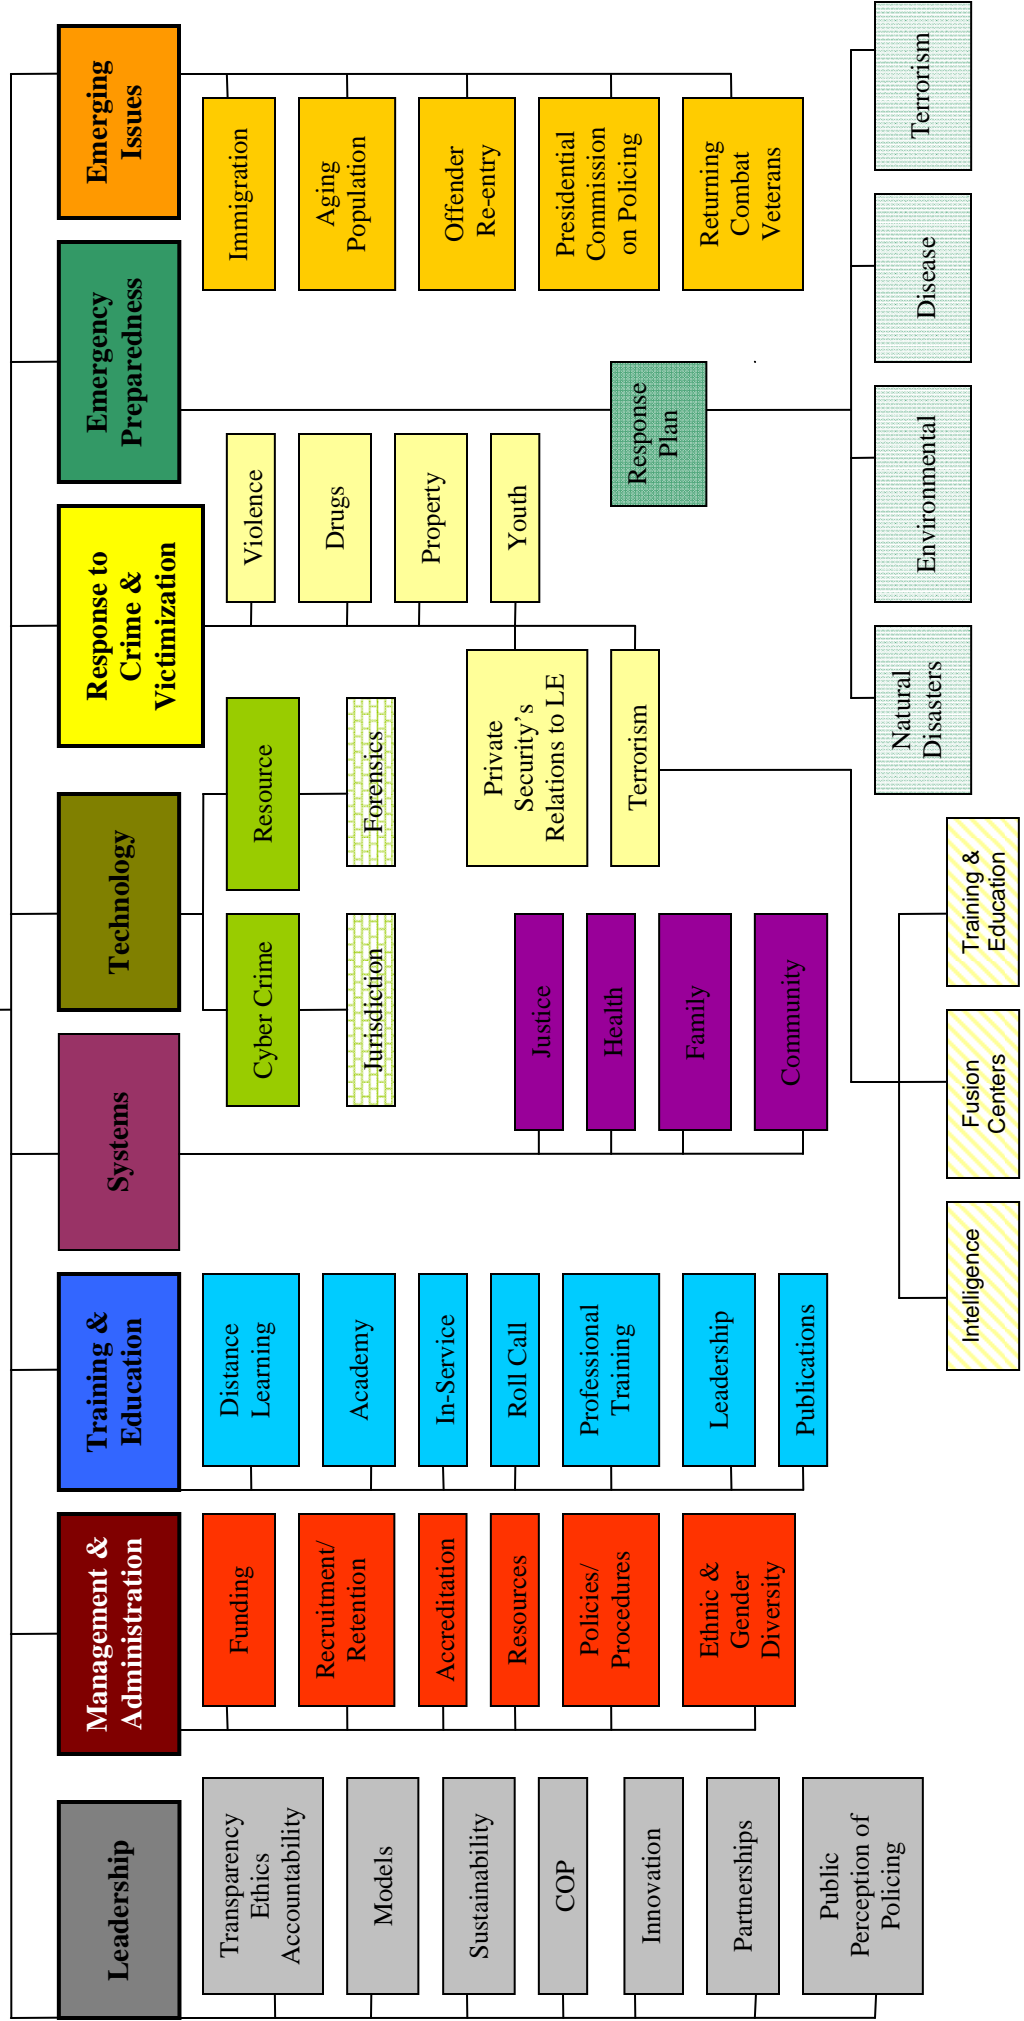 Leadership
Transparency
Ethics
Accountability
Models
Sustainability
COP
Innovation
Partnerships
Public
Perception of
Policing
Management &
Administration
Funding
Recruitment/
Retention
Accreditation
Resources
Policies/
Procedures
Ethnic &
Gender
Diversity
Training &
Education
Distance
Learning
Academy
In-Service
Roll Call
Professional
Training
Leadership
Publications
Systems
Justice
Health
Family
Community
Technology
Cyber Crime
Jurisdiction
Resource
Forensics
Response to
Crime &
Victimization
Violence
Drugs
Property
Youth
Private
Security's
Relations to LE
Terrorism
Intelligence
Fusion
Centers
Training &
Education
Emergency
Preparedness
Response
Plan
Natural
Disasters
Environmental
Disease
Terrorism
Emerging
Issues
Immigration
Aging
Population
Offender
Re-entry
Presidential
Commission
on Policing
Returning
Combat
Veterans